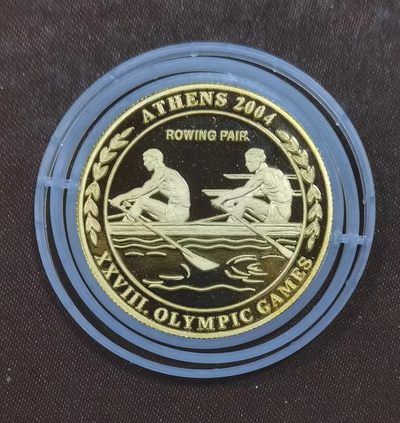 ATHENS 2004
ROWING PAIR
XXVIII. OLYMPIC GAMES